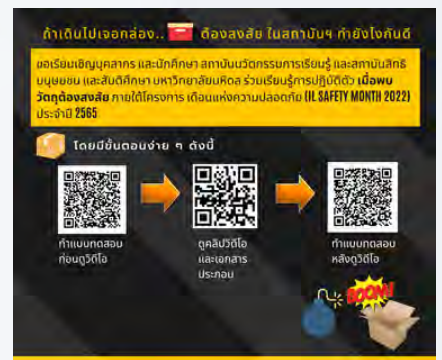 ถ้าเดินไปเจอกล่อง.. ต้องสงสัย ในสถาบันฯ ทำยังไงกันดี
ขอเรียนเชิญบุคลากร และนักศึกษา สถาบันนวัตกรรมการเรียนรู้ และสถาบันสิทธิ
มนุษยชน และสันติศึกษา มหาวิทยาลัยมหิดล ร่วมเรียนรู้การปฏิบัติตัว เมื่อพบ
วัตถุต้องสงสัย ภายใต้โครงการ เดือนแห่งความปลอดภัย (IL SAFETY MONTH 2022)
ประจำปี 2565
โดยมีขั้นตอนง่าย ๆ ดังนี้
ทำแบบทดสอบ
ก่อนดูวิดีโอ
ดูคลิปวิดีโอ
และเอกสาร
ประกอบ
ทำแบบทดสอบ
หลังดูวิดีโอ
BOOM!